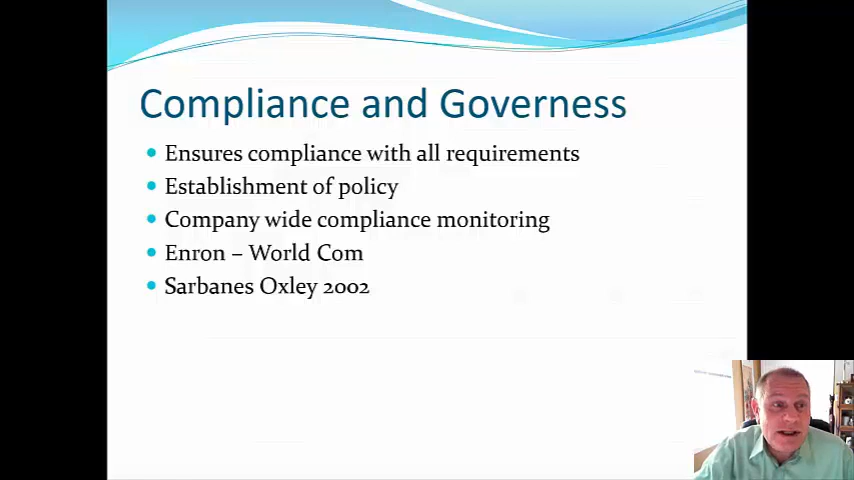 Compliance and Governess
Ensures compliance with all requirements
Establishment of policy
Company wide compliance monitoring
Enron – World Com
Sarbanes Oxley 2002